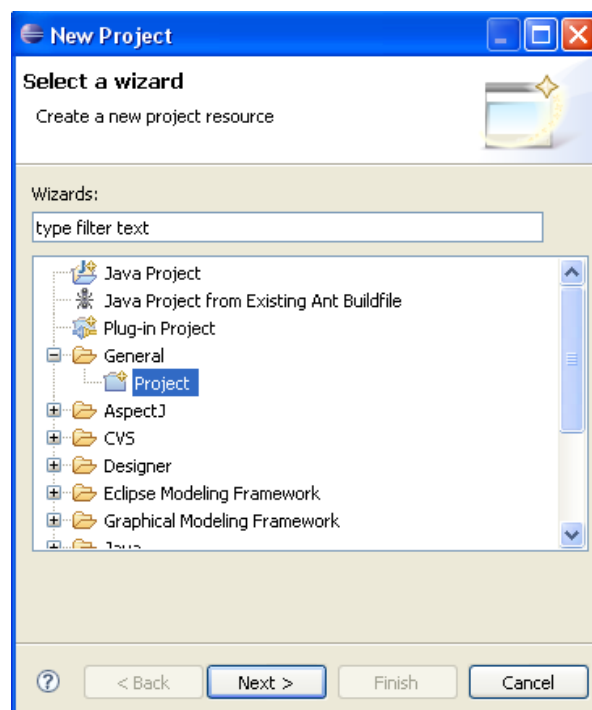 New Project
Select a wizard
Create a new project resource
Wizards:
type filter text
Java Project
Java Project from Existing Ant Buildfile
Plug-in Project
General
Project
AspectJ
CVS
Designer
Eclipse Modeling Framework
Graphical Modeling Framework
Java
< Back Next > Finish Cancel